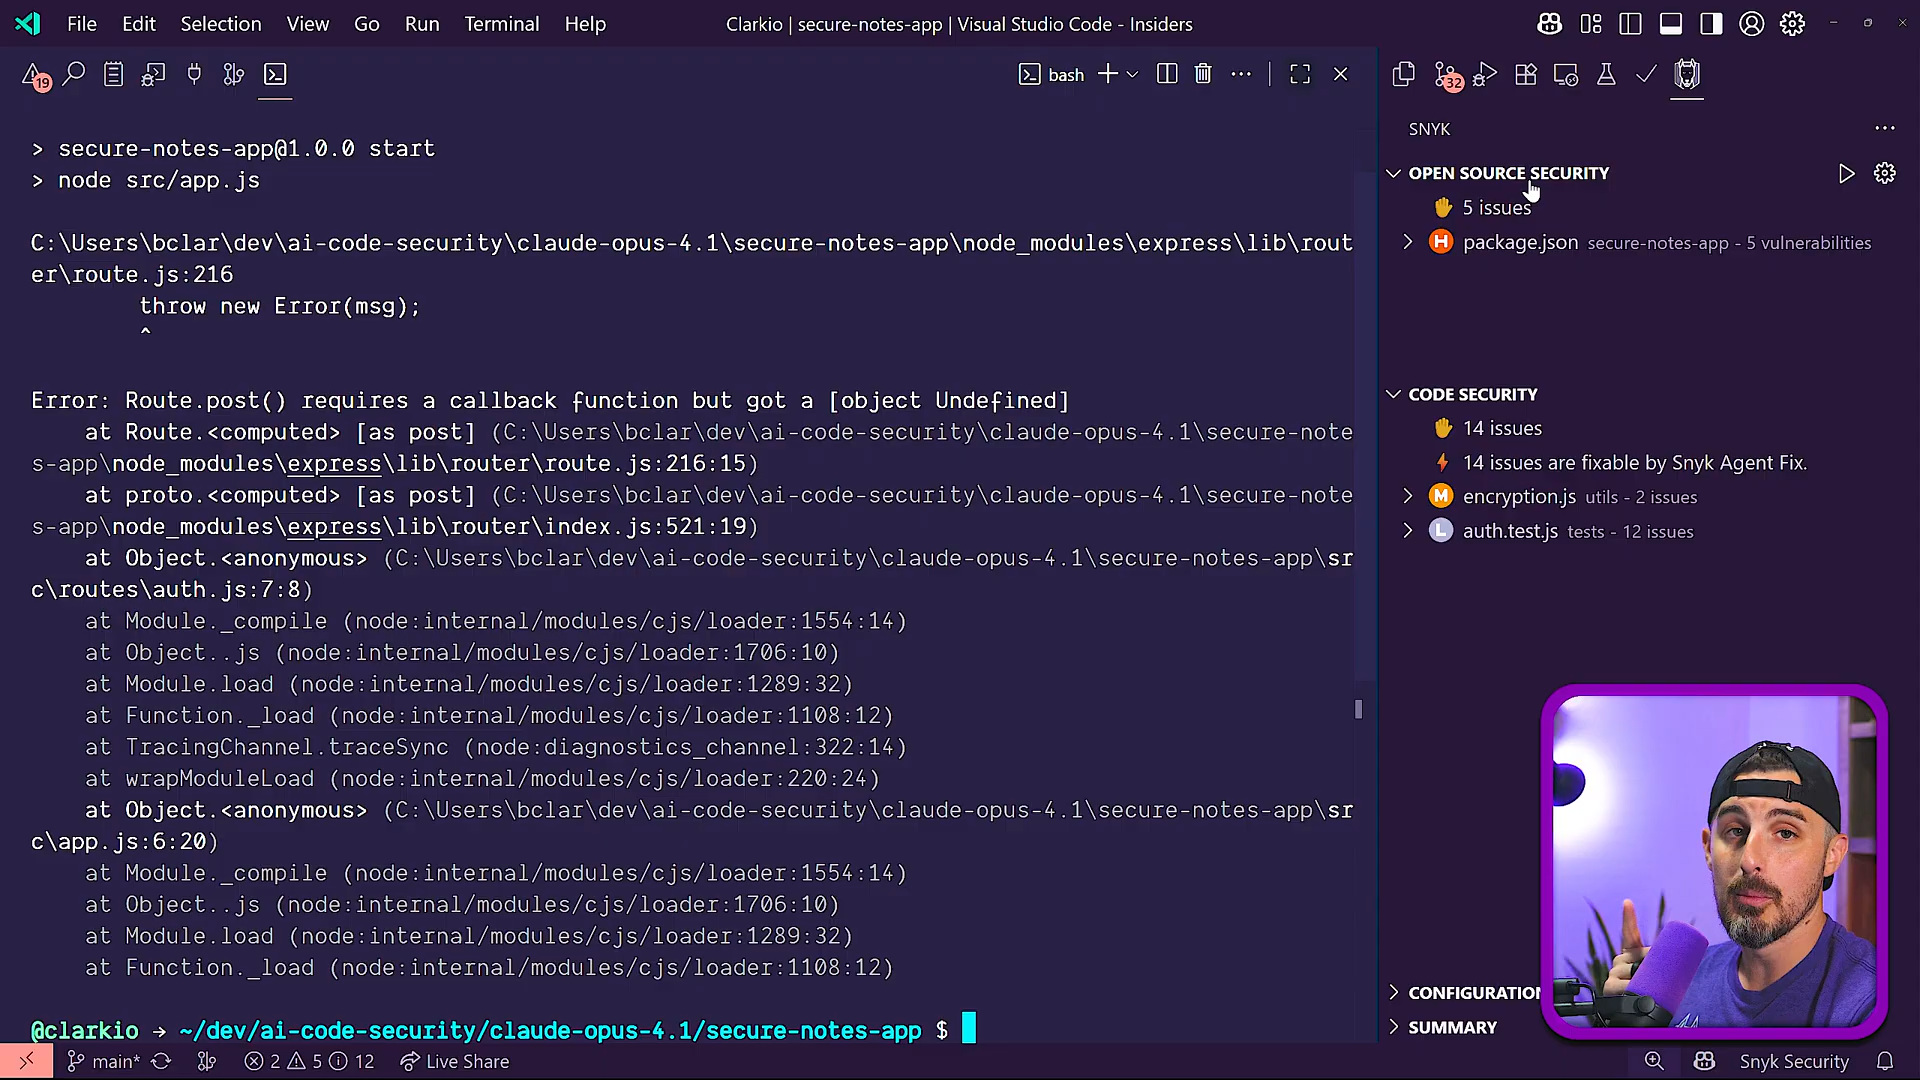 File Edit Selection View Go Run Terminal Help
Clarkio | secure-notes-app | Visual Studio Code - Insiders
19
bash
32
> secure-notes-app@1.0.0 start
> node src/app.js
C:\Users\bclar\dev\ai-code-security\claude-opus-4.1\secure-notes-app\node_modules\express\lib\rout
er\route.js:216
throw new Error(msg);
^
Error: Route.post() requires a callback function but got a [object Undefined]
at Route.<computed> [as post] (C:\Users\bclar\dev\ai-code-security\claude-opus-4.1\secure-note
s-app\node_modules\express\lib\router\route.js:216:15)
at proto.<computed> [as post] (C:\Users\bclar\dev\ai-code-security\claude-opus-4.1\secure-note
s-app\node_modules\express\lib\router\index.js:521:19)
at Object.<anonymous> (C:\Users\bclar\dev\ai-code-security\claude-opus-4.1\secure-notes-app\sr
c\routes\auth.js:7:8)
at Module._compile (node:internal/modules/cjs/loader:1554:14)
at Object..js (node:internal/modules/cjs/loader:1706:10)
at Module.load (node:internal/modules/cjs/loader:1289:32)
at Function._load (node:internal/modules/cjs/loader:1108:12)
at TracingChannel.traceSync (node:diagnostics_channel:322:14)
at wrapModuleLoad (node:internal/modules/cjs/loader:220:24)
at Object.<anonymous> (C:\Users\bclar\dev\ai-code-security\claude-opus-4.1\secure-notes-app\sr
c\app.js:6:20)
at Module._compile (node:internal/modules/cjs/loader:1554:14)
at Object..js (node:internal/modules/cjs/loader:1706:10)
at Module.load (node:internal/modules/cjs/loader:1289:32)
at Function._load (node:internal/modules/cjs/loader:1108:12)
@clarkio → ~/dev/ai-code-security/claude-opus-4.1/secure-notes-app $
SNYK
OPEN SOURCE SECURITY
5 issues
H package.json secure-notes-app - 5 vulnerabilities
CODE SECURITY
14 issues
14 issues are fixable by Snyk Agent Fix.
M encryption.js utils - 2 issues
L auth.test.js tests - 12 issues
CONFIGURATION
SUMMARY
main* 2 5 12 Live Share
Snyk Security